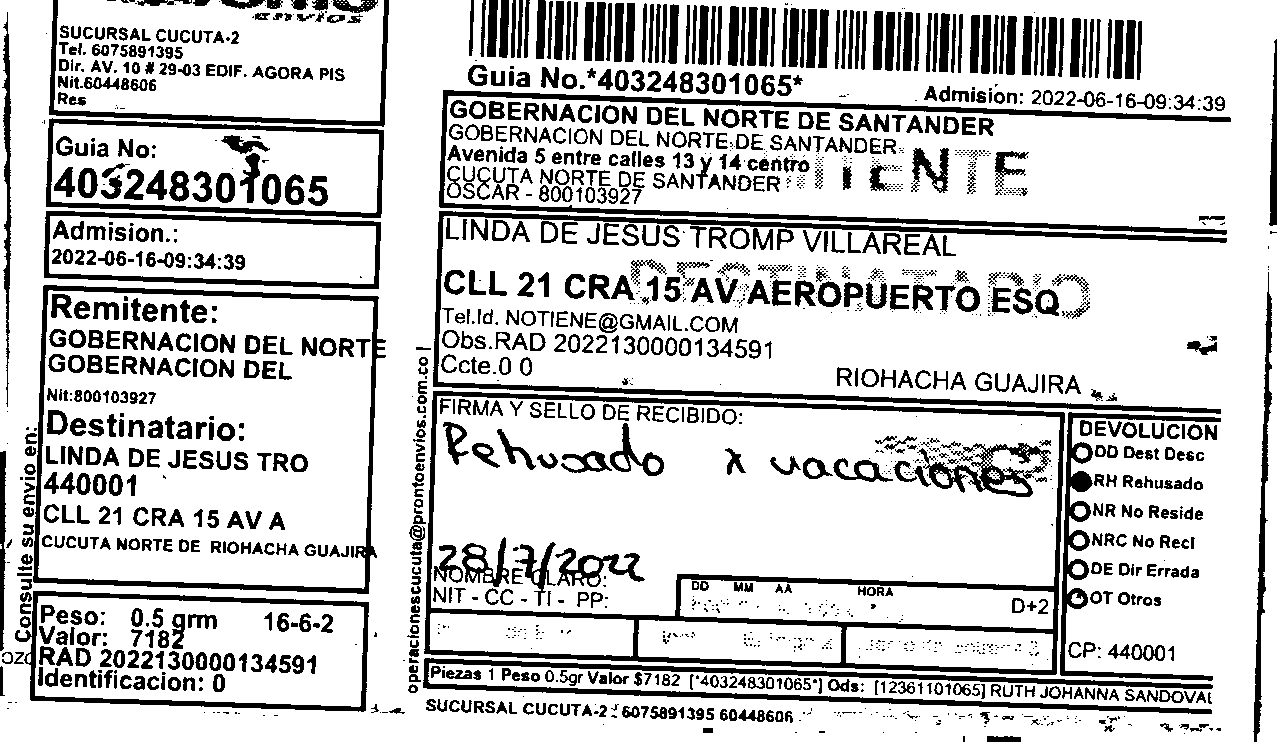 envios
SUCURSAL CUCUTA-2
Tel. 6075891395
Dir. AV. 10 # 29-03 EDIF. AGORA PIS
Nit.60448606
Res
Guia No:
403248301065
Admision.:
2022-06-16-09:34:39
Remitente:
GOBERNACION DEL NORTE
GOBERNACION DEL
Nit:800103927
Destinatario:
LINDA DE JESUS TRO
440001
CLL 21 CRA 15 AV A
CUCUTA NORTE DE RIOHACHA GUAJIRA
Peso: 0.5 grm 16-6-2
Valor: 7182
RAD 20221300000134591
Identificacion: 0
Consulte su envio en:
operacionescucuta@prontoenvios.com.co
Guia No.*403248301065*
Admision: 2022-06-16-09:34:39
GOBERNACION DEL NORTE DE SANTANDER
GOBERNACION DEL NORTE DE SANTANDER
Avenida 5 entre calles 13 y 14 centro
CUCUTA NORTE DE SANTANDER
OSCAR - 800103927
LINDA DE JESUS TROMP VILLAREAL
DESTINATARIO
CLL 21 CRA 15 AV AEROPUERTO ESQ
Tel.Id. NOTIENE@GMAIL.COM
Obs.RAD 2022130000134591
Ccte.0 0
RIOHACHA GUAJIRA
FIRMA Y SELLO DE RECIBIDO:
Rehusado x vacaciones
28/7/2022
NOMBRE CLARO:
NIT - CC - TI - PP:
DD MM AA HORA
D+2
DEVOLUCION
DD Dest Desc
RH Rehusado
NR No Reside
NRC No Recl
DE Dir Errada
OT Otros
CP: 440001
Piezas 1 Peso 0.5gr Valor $7182 [*403248301065*] Ods: [12361101065] RUTH JOHANNA SANDOVAL
SUCURSAL CUCUTA-2 : 6075891395 60448606